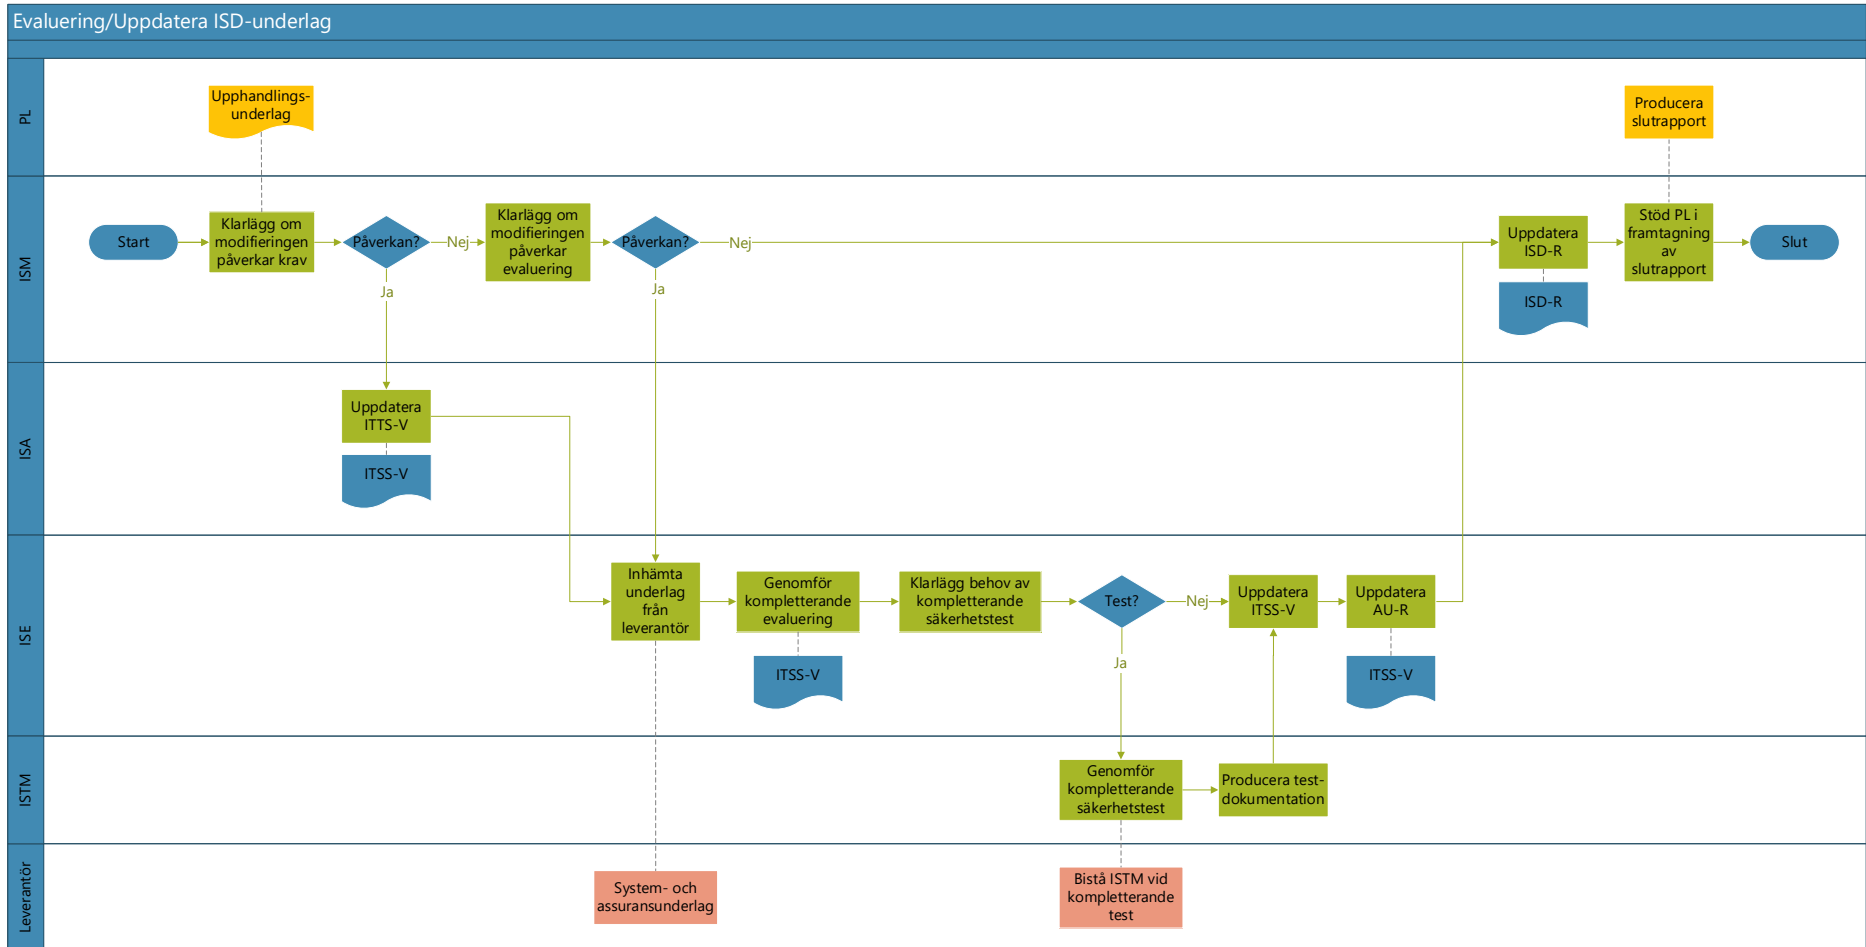 Evaluering/Uppdatera ISD-underlag
PL
Upphandlings-
underlag
Producera
slutrapport
ISM
Start
Klarlägg om
modifieringen
påverkar krav
Påverkan?
Nej
Ja
Klarlägg om
modifieringen
påverkar
evaluering
Påverkan?
Nej
Ja
Uppdatera
ISD-R
ISD-R
Stöd PL i
framtagning
av
slutrapport
Slut
ISA
Uppdatera
ITTS-V
ITSS-V
ISE
Inhämta
underlag
från
leverantör
Genomför
kompletterande
evaluering
ITSS-V
Klarlägg behov av
kompletterande
säkerhetstest
Test?
Nej
Ja
Uppdatera
ITSS-V
Uppdatera
AU-R
ITSS-V
ISTM
Genomför
kompletterande
säkerhetstest
Producera test-
dokumentation
Leverantör
System- och
assuransunderlag
Bistå ISTM vid
kompletterande
test